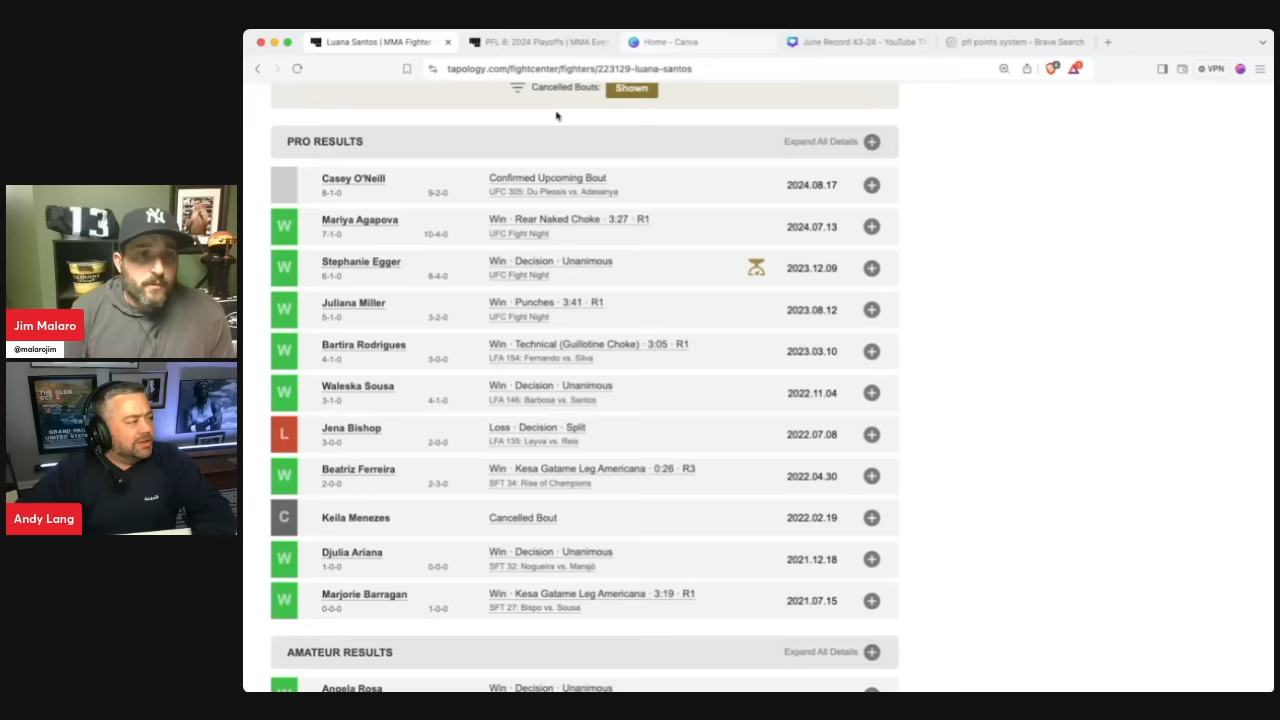 Luana Santos | MMA Fighter
PFL 8: 2024 Playoffs | MMA Even
Home - Canva
June Record 43-24 - YouTube Th
pfl points system - Brave Search
tapology.com/fightcenter/fighters/223129-luana-santos
VPN
Cancelled Bouts: Shown
PRO RESULTS
Expand All Details
Casey O'Neill
Confirmed Upcoming Bout
8-1-0
9-2-0
UFC 305: Du Plessis vs. Adesanya
2024.08.17
W
Mariya Agapova
Win · Rear Naked Choke · 3:27 · R1
7-1-0
10-4-0
UFC Fight Night
2024.07.13
W
Stephanie Egger
Win · Decision · Unanimous
6-1-0
8-4-0
UFC Fight Night
2023.12.09
W
Juliana Miller
Win · Punches · 3:41 · R1
5-1-0
3-2-0
UFC Fight Night
2023.08.12
W
Bartira Rodrigues
Win · Technical (Guillotine Choke) · 3:05 · R1
4-1-0
3-0-0
LFA 154: Fernando vs. Silva
2023.03.10
W
Waleska Sousa
Win · Decision · Unanimous
3-1-0
4-1-0
LFA 146: Barbosa vs. Santos
2022.11.04
L
Jena Bishop
Loss · Decision · Split
3-0-0
2-0-0
LFA 135: Leyva vs. Reis
2022.07.08
W
Beatriz Ferreira
Win · Kesa Gatame Leg Americana · 0:26 · R3
2-0-0
2-3-0
SFT 34: Rise of Champions
2022.04.30
C
Keila Menezes
Cancelled Bout
2022.02.19
W
Djulia Ariana
Win · Decision · Unanimous
1-0-0
0-0-0
SFT 32: Nogueira vs. Marajó
2021.12.18
W
Marjorie Barragan
Win · Kesa Gatame Leg Americana · 3:19 · R1
0-0-0
1-0-0
SFT 27: Bispo vs. Sousa
2021.07.15
AMATEUR RESULTS
Expand All Details
Angela Rosa
Win · Decision · Unanimous
13
GENUINE
Jim Malaro
@malarojim
THE GLEN
OCT 5
GRAND PRIX
UNITED STATES
Andy Lang